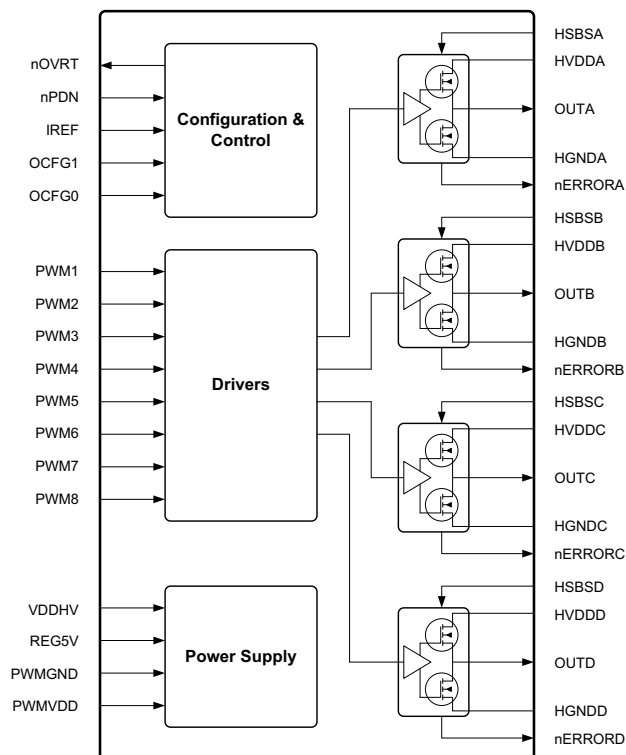 nOVRT
nPDN
IREF
OCFG1
OCFG0
Configuration &
Control
PWM1
PWM2
PWM3
PWM4
PWM5
PWM6
PWM7
PWM8
Drivers
VDDHV
REG5V
PWMGND
PWMVDD
Power Supply
HSBSA
HVDDA
OUTA
HGNDA
nERRORA
HSBSB
HVDDB
OUTB
HGNDB
nERRORB
HSBSC
HVDDC
OUTC
HGNDC
nERRORC
HSBSD
HVDDD
OUTD
HGNDD
nERRORD